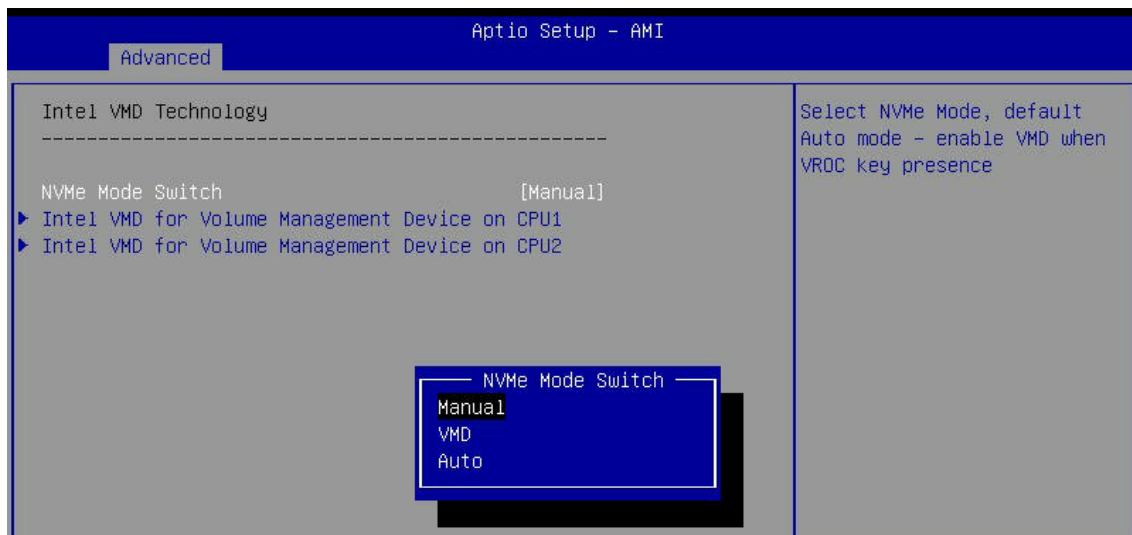 Aptio Setup – AMI
Advanced
Intel VMD Technology
--------------------------------------------------
NVMe Mode Switch [Manual]
Intel VMD for Volume Management Device on CPU1
Intel VMD for Volume Management Device on CPU2
Select NVMe Mode, default
Auto mode – enable VMD when
VROC key presence
NVMe Mode Switch
Manual
VMD
Auto